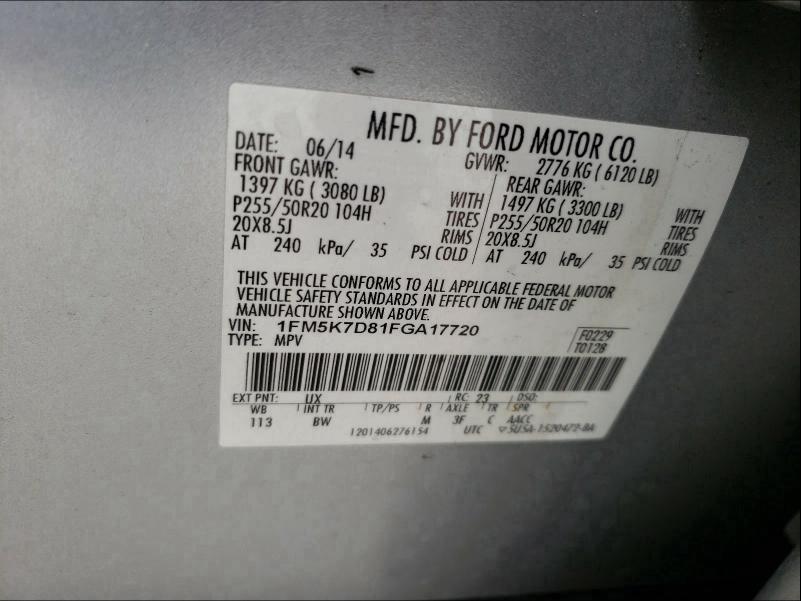 MFD. BY FORD MOTOR CO.
DATE: 06/14 GVWR: 2776 KG ( 6120 LB)
FRONT GAWR: REAR GAWR:
1397 KG ( 3080 LB) WITH 1497 KG ( 3300 LB) WITH
P255/50R20 104H TIRES P255/50R20 104H TIRES
20X8.5J RIMS 20X8.5J RIMS
AT 240 kPa/ 35 PSI COLD AT 240 kPa/ 35 PSI COLD
THIS VEHICLE CONFORMS TO ALL APPLICABLE FEDERAL MOTOR
VEHICLE SAFETY STANDARDS IN EFFECT ON THE DATE OF
MANUFACTURE SHOWN ABOVE.
VIN: 1FM5K7D81FGA17720 F0229
TYPE: MPV T0128
EXT PNT: UX RC: 23 DSO:
WB INT TR TP/PS R AXLE TR SPR
113 BW M 3F C AACC
1201406276154 UTC 5U5A-1520472-BA